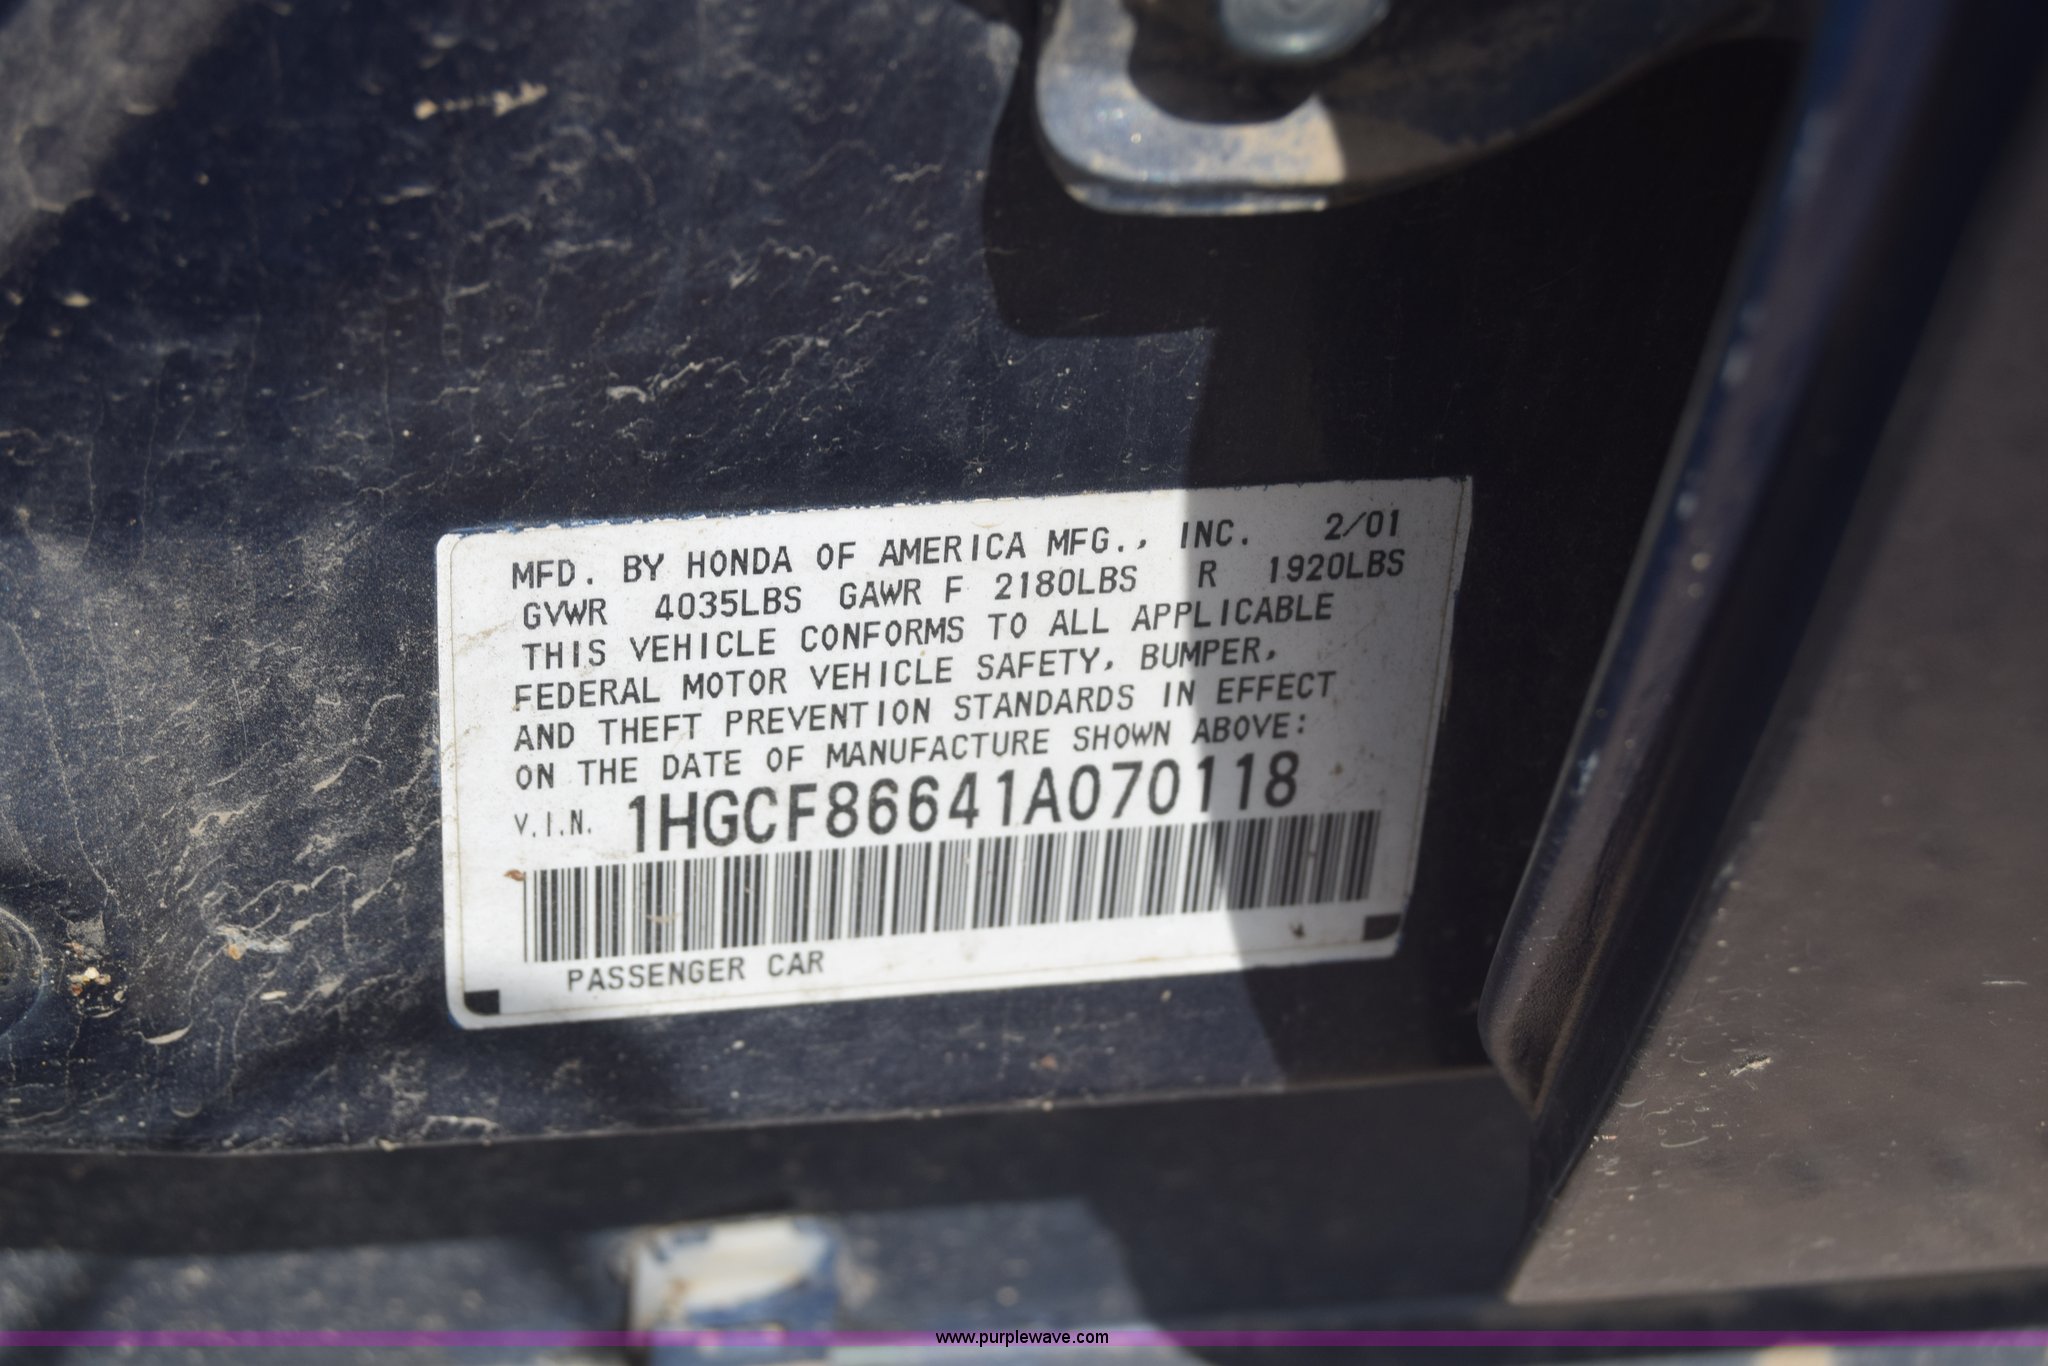 MFD. BY HONDA OF AMERICA MFG., INC. 2/01
GVWR 4035LBS GAWR F 2180LBS R 1920LBS
THIS VEHICLE CONFORMS TO ALL APPLICABLE
FEDERAL MOTOR VEHICLE SAFETY, BUMPER,
AND THEFT PREVENTION STANDARDS IN EFFECT
ON THE DATE OF MANUFACTURE SHOWN ABOVE:
V.I.N. 1HGCF86641A070118
PASSENGER CAR
www.purplewave.com